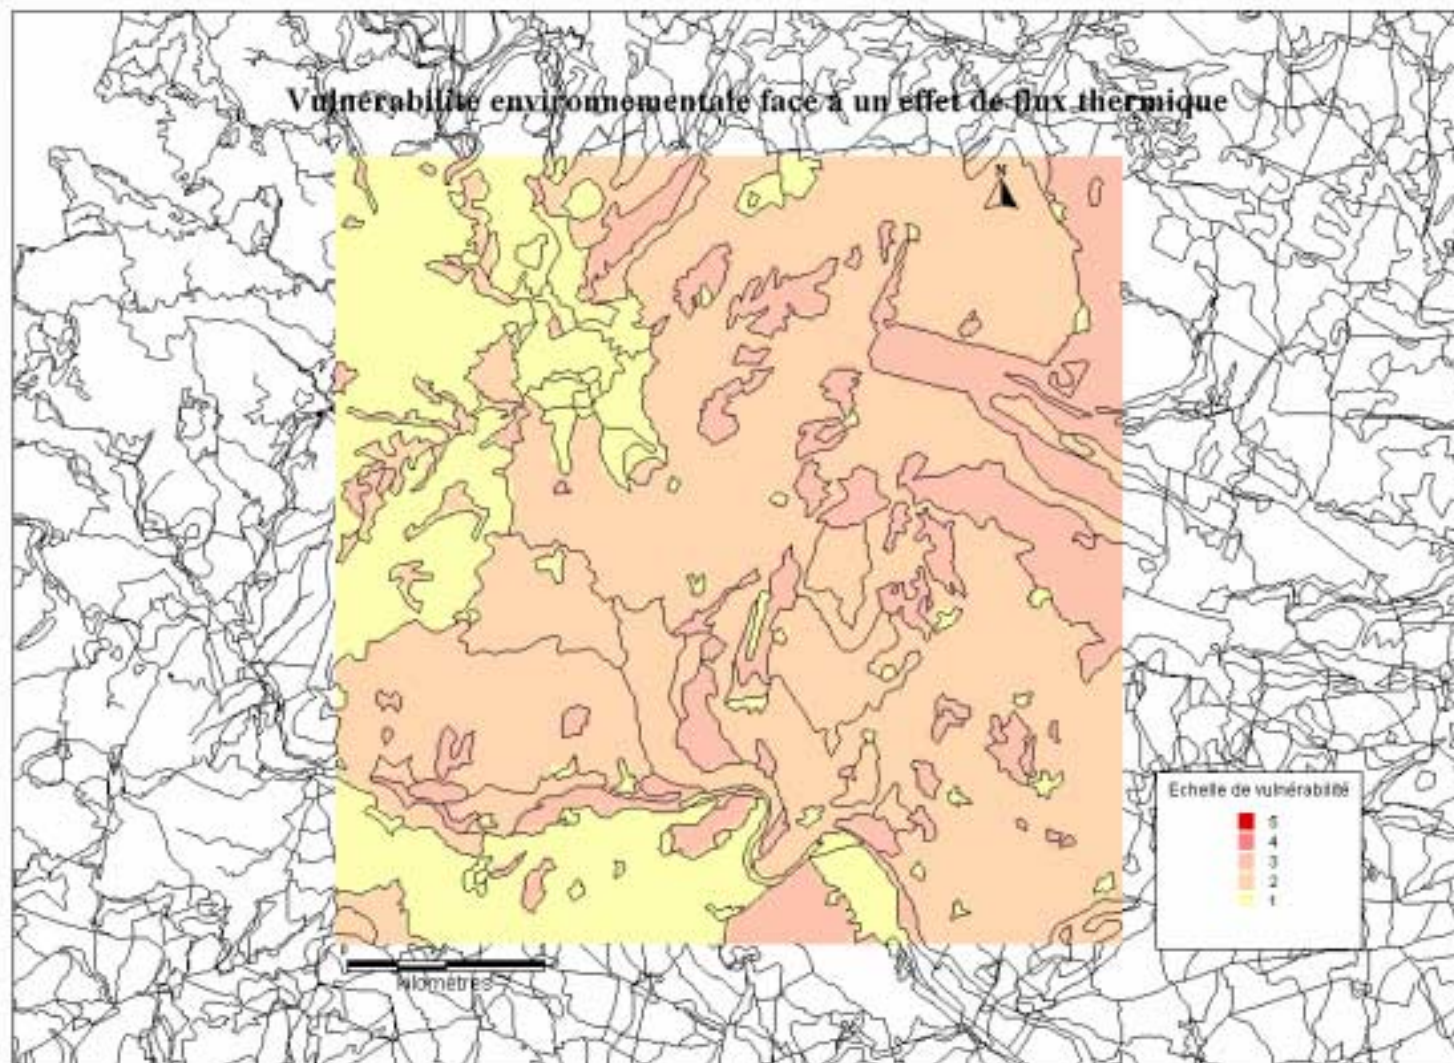 Vulnérabilité environnementale face à un effet de flux thermique
N
Echelle de vulnérabilité
5
4
3
2
1
kilomètres